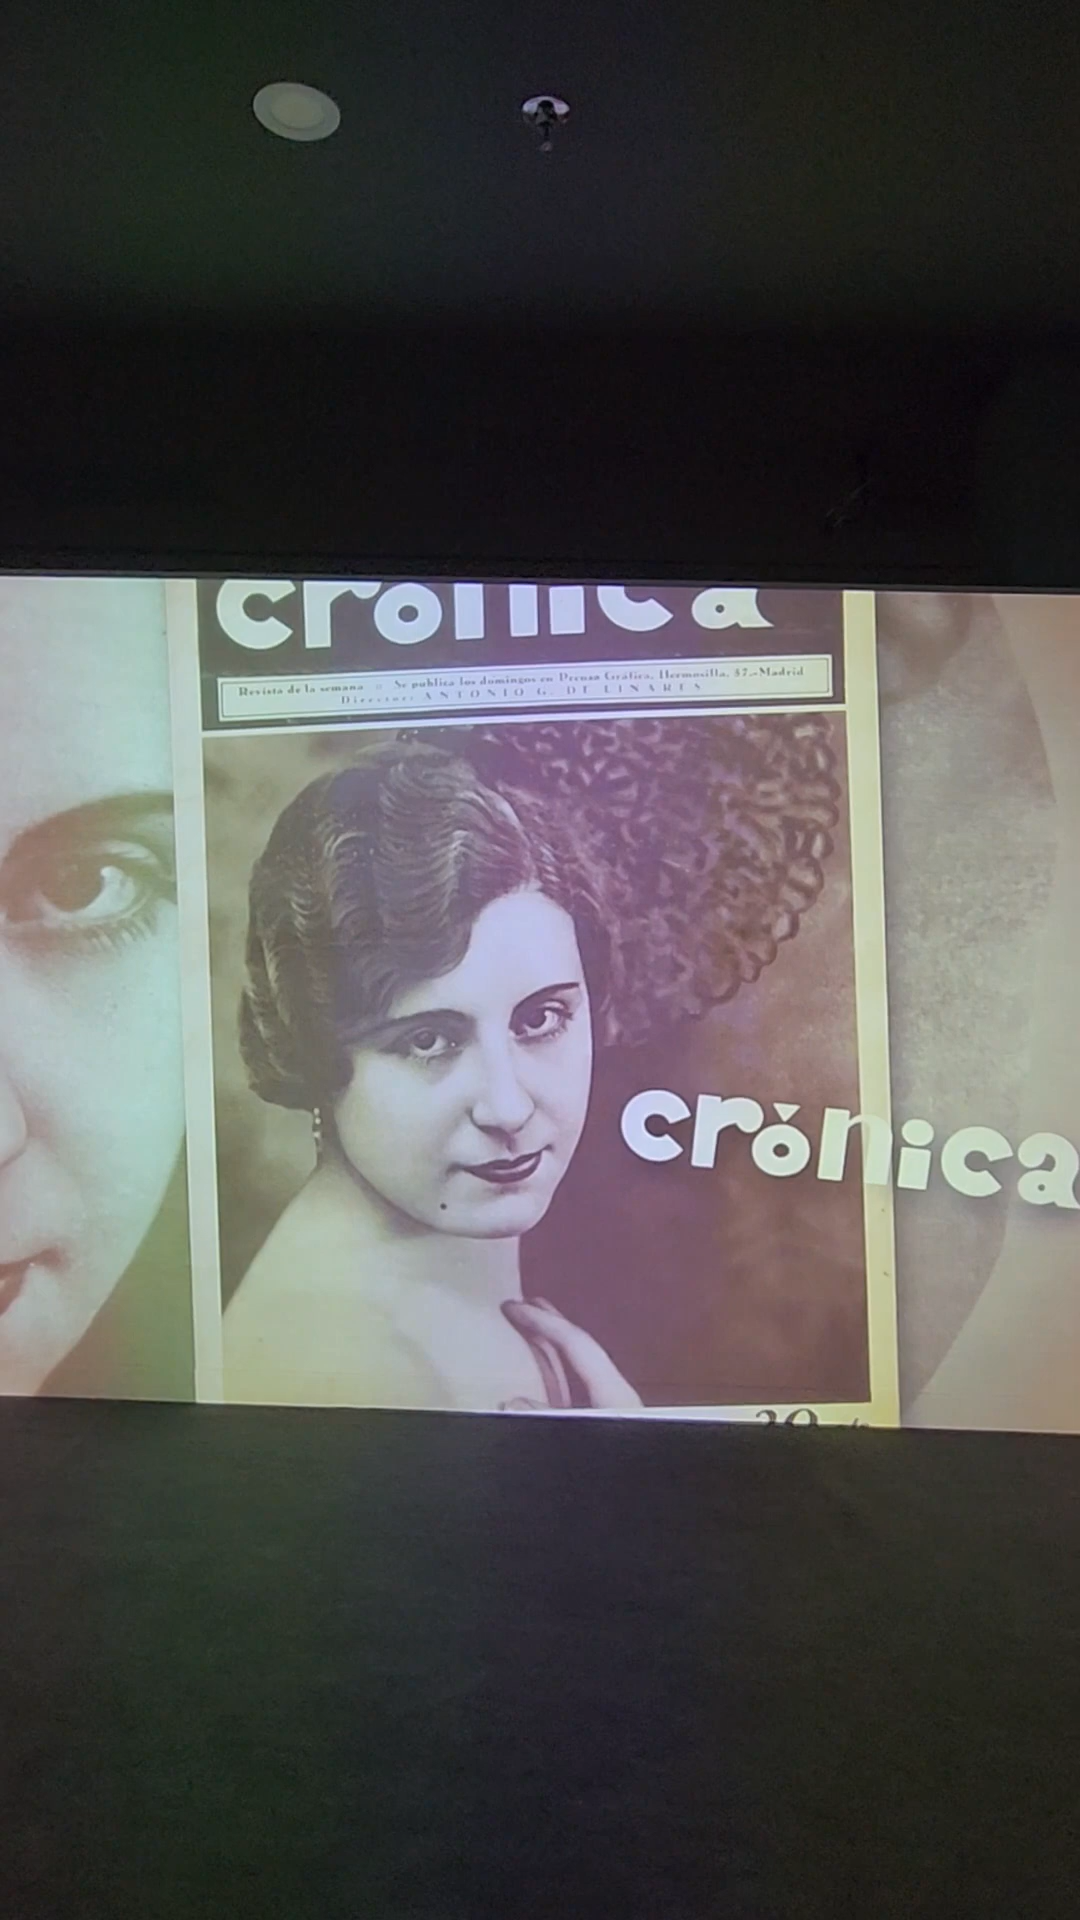 crónica
Revista de la semana Se publica los domingos en Prensa Gráfica, Hermosilla, 57.-Madrid
Director: ANTONIO G. DE LINARES
crónica